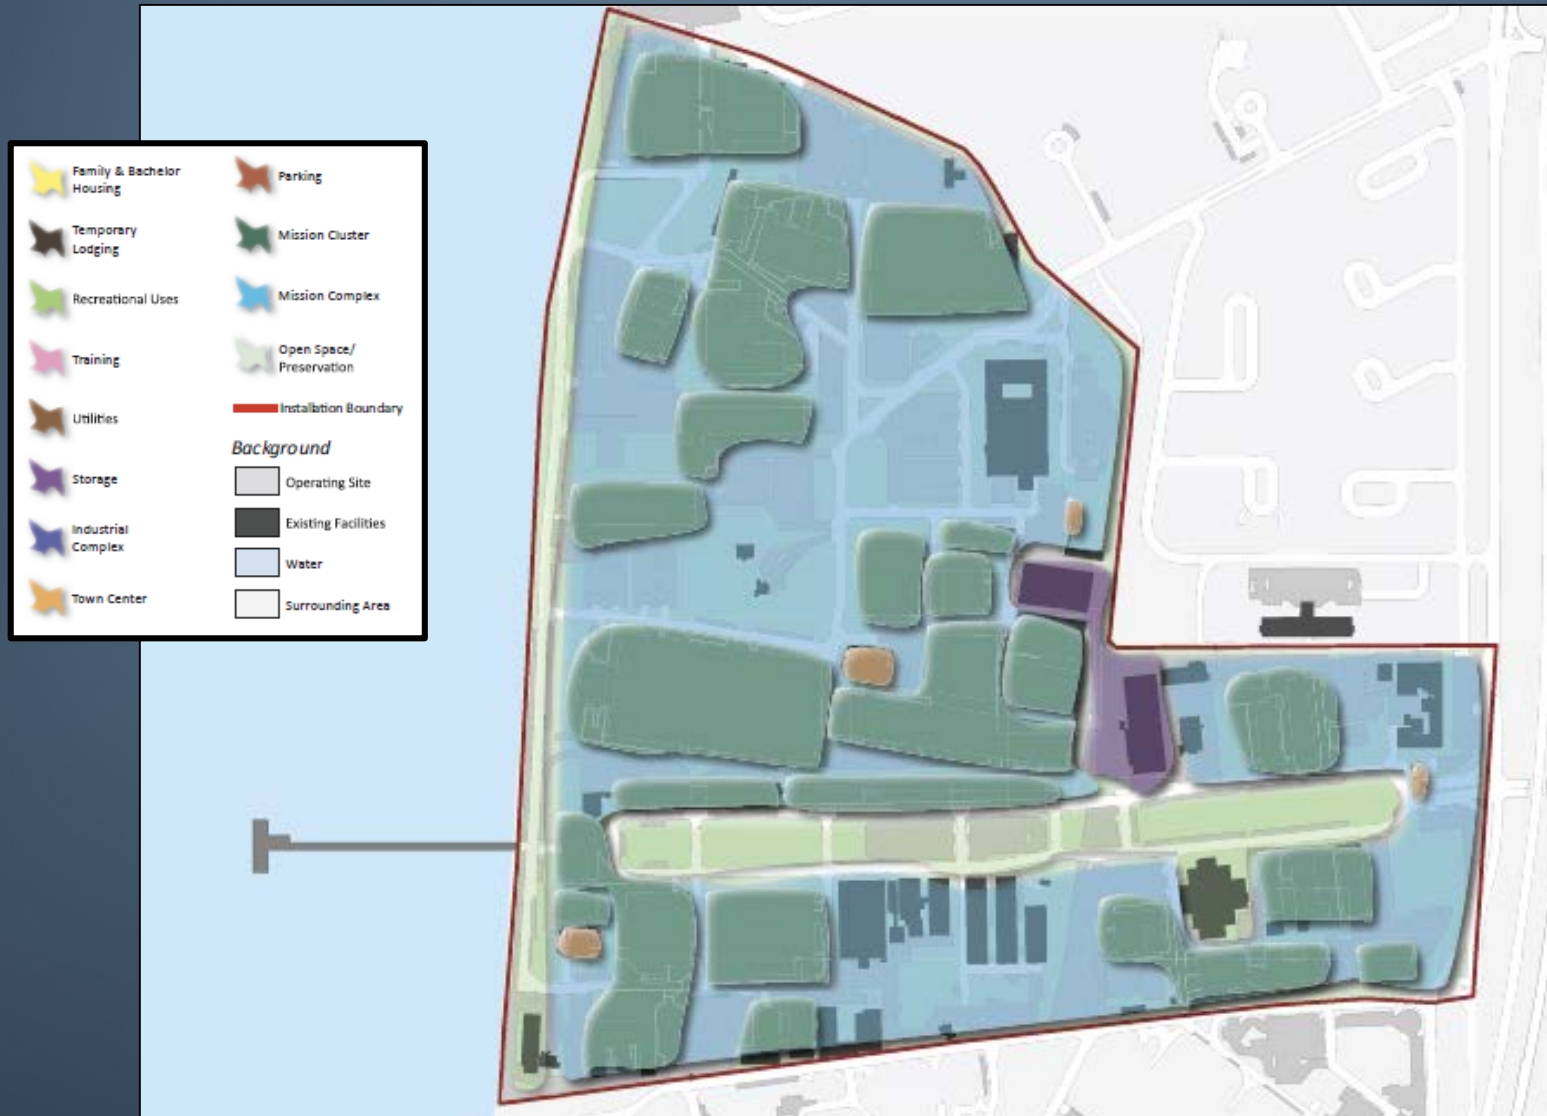 Family & Bachelor
Housing
Temporary
Lodging
Recreational Uses
Training
Utilities
Storage
Industrial
Complex
Town Center
Parking
Mission Cluster
Mission Complex
Open Space/
Preservation
Installation Boundary
Background
Operating Site
Existing Facilities
Water
Surrounding Area